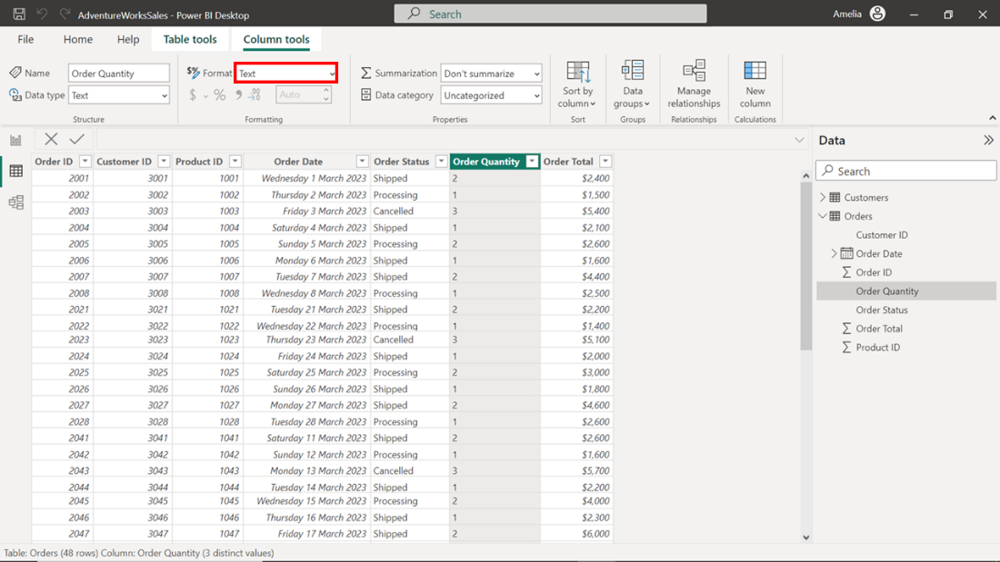 AdventureWorksSales - Power BI Desktop
Search
Amelia
File Home Help Table tools Column tools
Name Order Quantity
Data type Text
Structure
$% Format Text
$ % 9 .00 Auto
Formatting
Summarization Don't summarize
Data category Uncategorized
Properties
Sort by column
Sort
Data groups
Groups
Manage relationships
Relationships
New column
Calculations
Order ID Customer ID Product ID Order Date Order Status Order Quantity Order Total
2001 3001 1001 Wednesday 1 March 2023 Shipped 2 $2,400
2002 3002 1002 Thursday 2 March 2023 Processing 1 $1,500
2003 3003 1003 Friday 3 March 2023 Cancelled 3 $5,400
2004 3004 1004 Saturday 4 March 2023 Shipped 1 $2,100
2005 3005 1005 Sunday 5 March 2023 Processing 2 $2,600
2006 3006 1006 Monday 6 March 2023 Shipped 1 $1,600
2007 3007 1007 Tuesday 7 March 2023 Shipped 2 $4,400
2008 3008 1008 Wednesday 8 March 2023 Processing 1 $2,500
2021 3021 1021 Tuesday 21 March 2023 Shipped 2 $2,200
2022 3022 1022 Wednesday 22 March 2023 Processing 1 $1,400
2023 3023 1023 Thursday 23 March 2023 Cancelled 3 $5,100
2024 3024 1024 Friday 24 March 2023 Shipped 1 $2,000
2025 3025 1025 Saturday 25 March 2023 Processing 2 $3,000
2026 3026 1026 Sunday 26 March 2023 Shipped 1 $1,800
2027 3027 1027 Monday 27 March 2023 Shipped 2 $4,600
2028 3028 1028 Tuesday 28 March 2023 Processing 1 $2,600
2041 3041 1041 Saturday 11 March 2023 Shipped 2 $2,600
2042 3042 1042 Sunday 12 March 2023 Processing 1 $1,600
2043 3043 1043 Monday 13 March 2023 Cancelled 3 $5,700
2044 3044 1044 Tuesday 14 March 2023 Shipped 1 $2,200
2045 3045 1045 Wednesday 15 March 2023 Processing 2 $4,000
2046 3046 1046 Thursday 16 March 2023 Shipped 1 $2,300
2047 3047 1047 Friday 17 March 2023 Shipped 2 $6,000
Data
Search
Customers
Orders
Customer ID
Order Date
Order ID
Order Quantity
Order Status
Order Total
Product ID
Table: Orders (48 rows) Column: Order Quantity (3 distinct values)